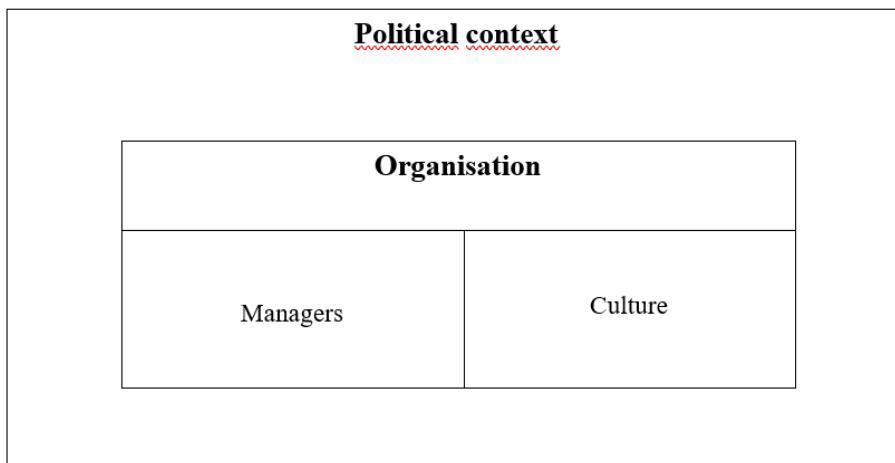 Political context
Organisation
Managers
Culture